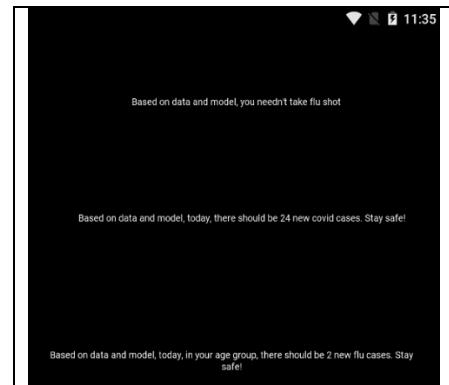 11:35
Based on data and model, you needn't take flu shot
Based on data and model, today, there should be 24 new covid cases. Stay safe!
Based on data and model, today, in your age group, there should be 2 new flu cases. Stay
safe!